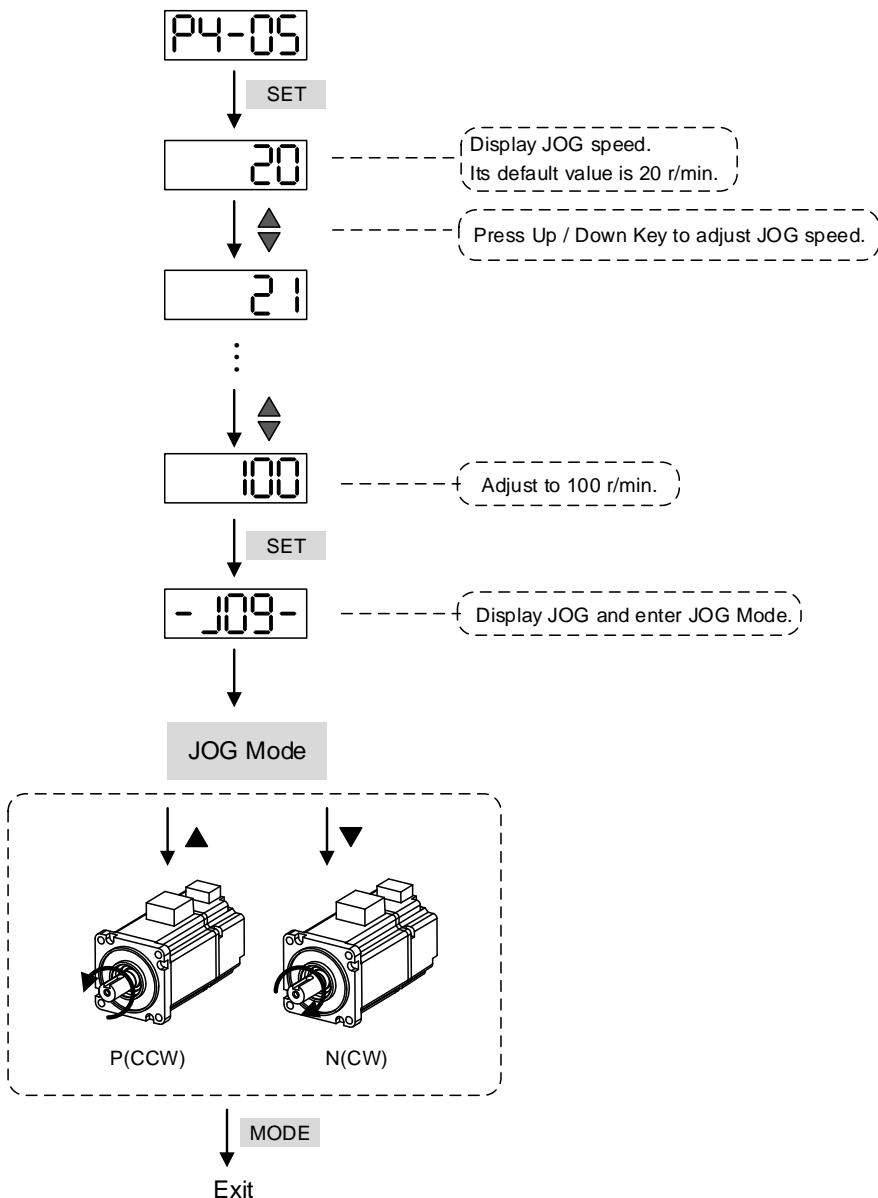 P4-05
SET
20
Display JOG speed.
Its default value is 20 r/min.
Press Up / Down Key to adjust JOG speed.
21
100
Adjust to 100 r/min.
SET
-JOG-
Display JOG and enter JOG Mode.
JOG Mode
P(CCW)
N(CW)
MODE
Exit